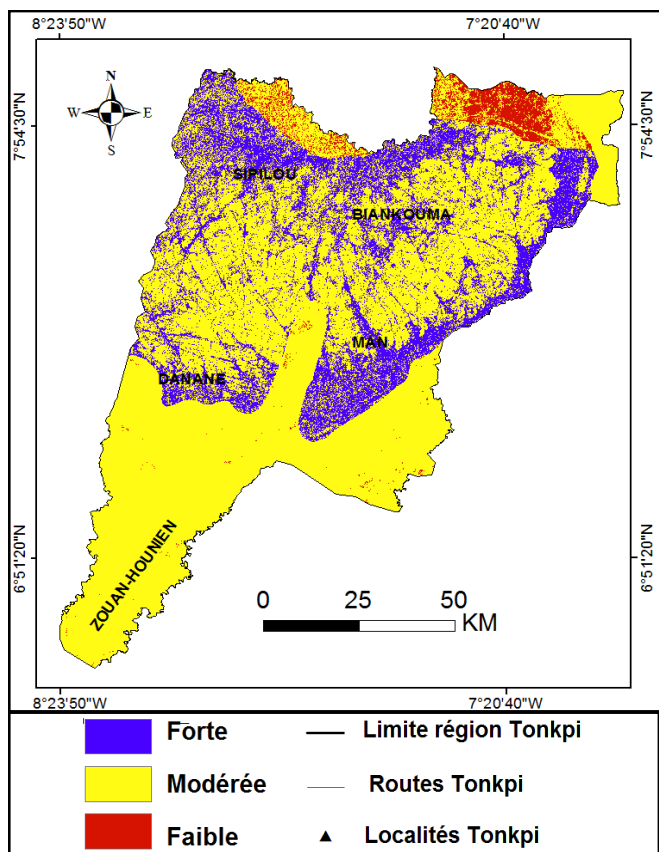 8°23'50"W 7°20'40"W
7°54'30"N 7°54'30"N
N
W E
S
SIPILOU
BIANKOUMA
MAN
DANANE
ZOUAN-HOUNIEN
6°51'20"N 6°51'20"N
0 25 50
KM
8°23'50"W 7°20'40"W
Forte Limite région Tonkpi
Modérée Routes Tonkpi
Faible Localités Tonkpi